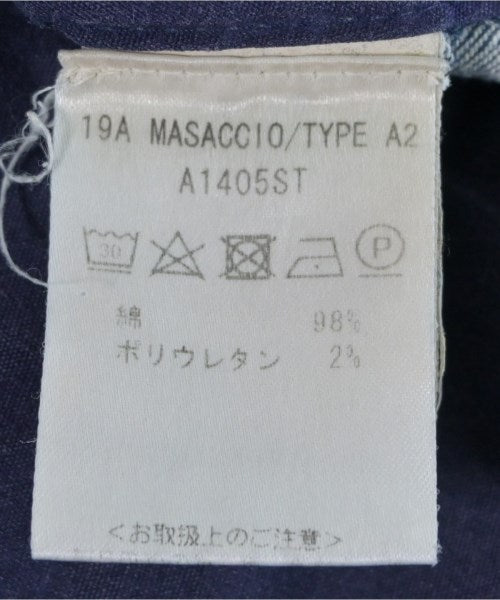 19A MASACCIO/TYPE A2
A1405ST
30 P
綿 98%
ポリウレタン 2%
<お取扱上のご注意>